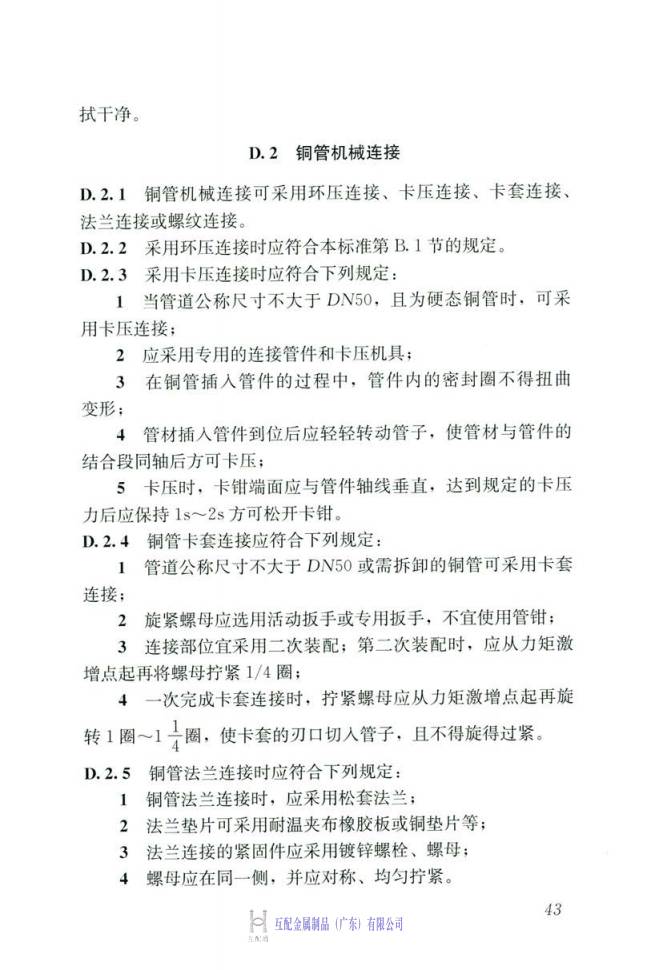 拭干净。
D.2 铜管机械连接
D.2.1 铜管机械连接可采用环压连接、卡压连接、卡套连接、
法兰连接或螺纹连接。
D.2.2 采用环压连接时应符合本标准第 B.1 节的规定。
D.2.3 采用卡压连接时应符合下列规定：
1 当管道公称尺寸不大于 DN50，且为硬态铜管时，可采
用卡压连接；
2 应采用专用的连接管件和卡压机具；
3 在铜管插入管件的过程中，管件内的密封圈不得扭曲
变形；
4 管材插入管件到位后应轻轻转动管子，使管材与管件的
结合段同轴后方可卡压；
5 卡压时，卡钳端面应与管件轴线垂直，达到规定的卡压
力后应保持 1s～2s 方可松开卡钳。
D.2.4 铜管卡套连接应符合下列规定：
1 管道公称尺寸不大于 DN50 或需拆卸的铜管可采用卡套
连接；
2 旋紧螺母应选用活动扳手或专用扳手，不宜使用管钳；
3 连接部位宜采用二次装配；第二次装配时，应从力矩激
增点起再将螺母拧紧 1/4 圈；
4 一次完成卡套连接时，拧紧螺母应从力矩激增点起再旋
转 1 圈～1 1/4 圈，使卡套的刃口切入管子，且不得旋得过紧。
D.2.5 铜管法兰连接时应符合下列规定：
1 铜管法兰连接时，应采用松套法兰；
2 法兰垫片可采用耐温夹布橡胶板或铜垫片等；
3 法兰连接的紧固件应采用镀锌螺栓、螺母；
4 螺母应在同一侧，并应对称、均匀拧紧。
43
互配金属制品（广东）有限公司